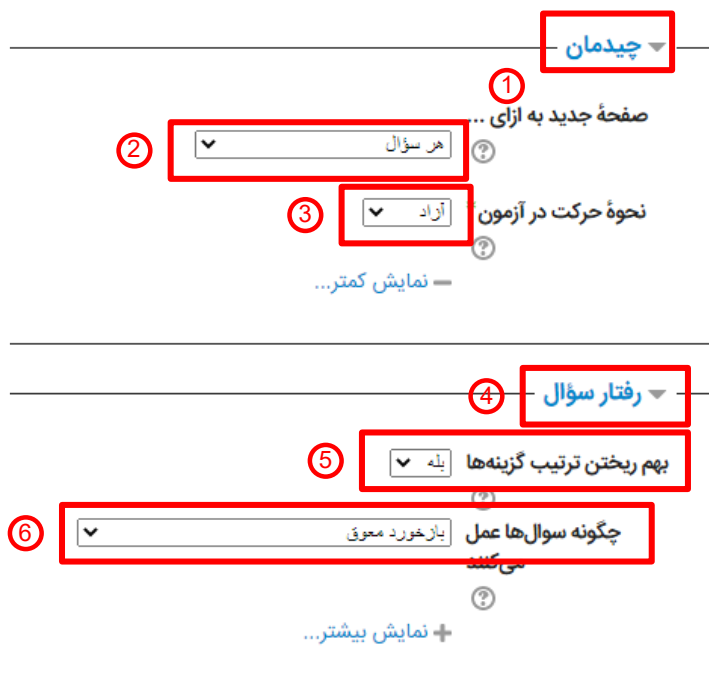 چیدمان
1
صفحهٔ جدید به ازای ...
هر سؤال
2
نحوهٔ حرکت در آزمون
آزاد
3
نمایش کمتر...
رفتار سؤال
4
بهم ریختن ترتیب گزینه‌ها
بله
5
چگونه سوال‌ها عمل
می‌کنند
بازخورد معوق
6
نمایش بیشتر...